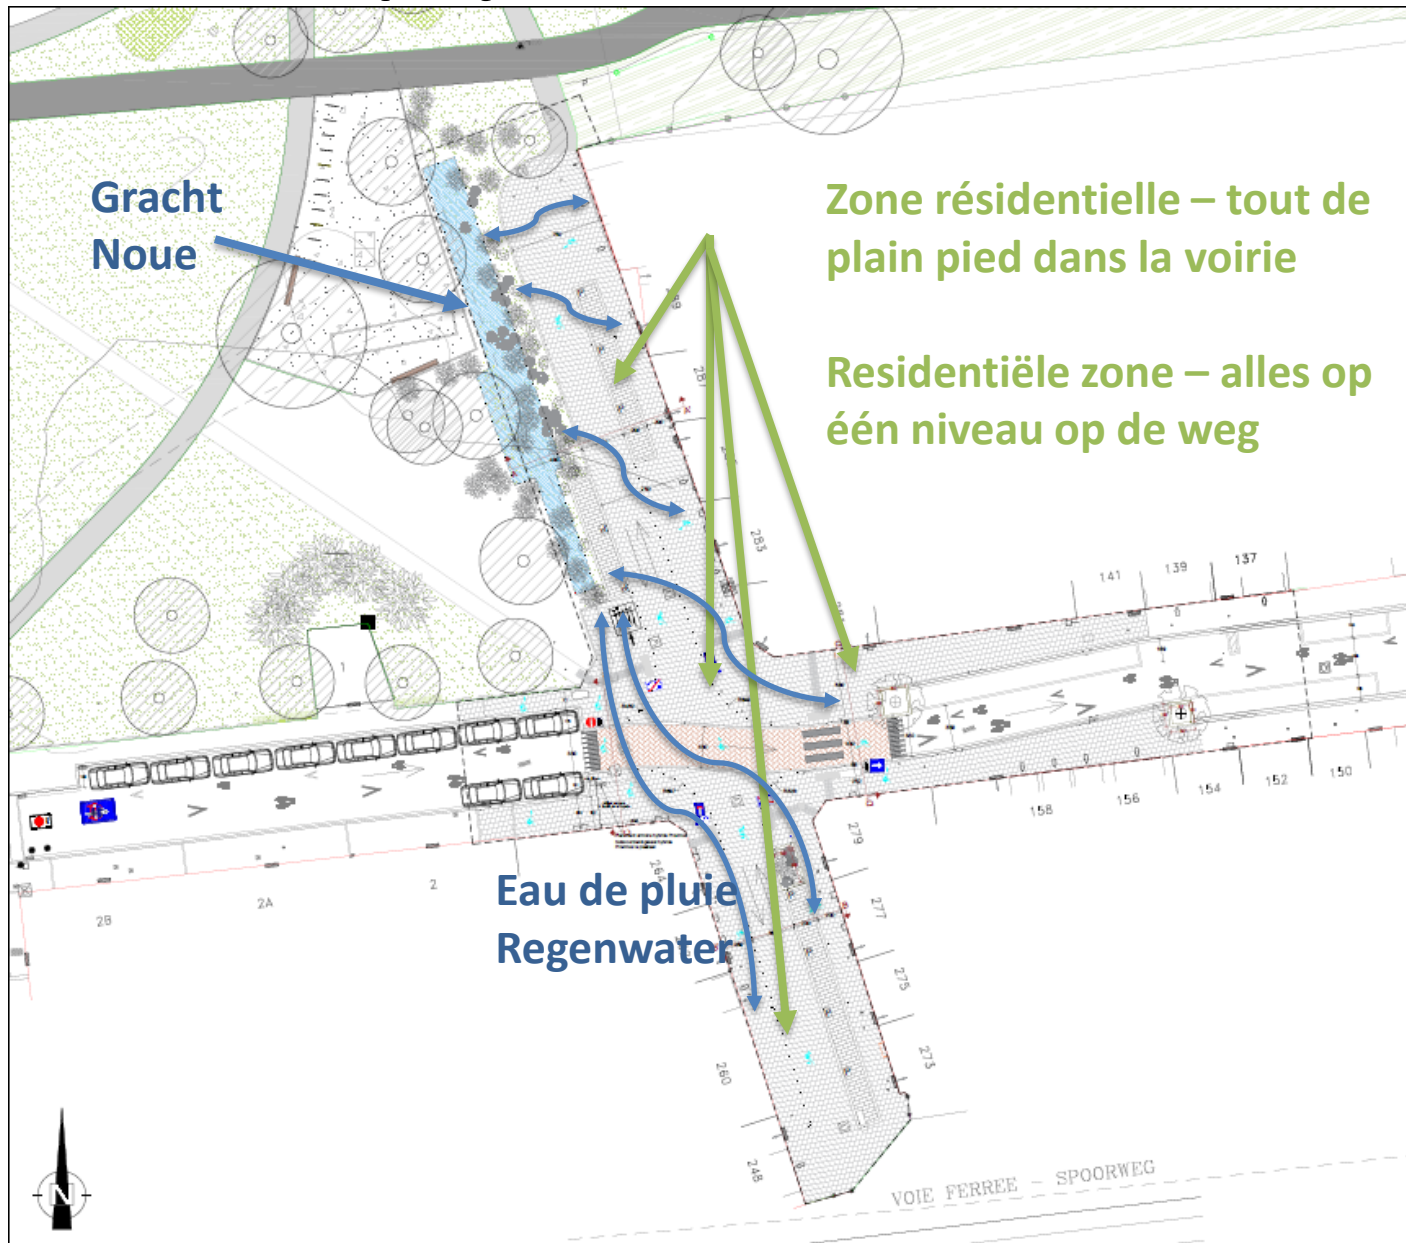 Gracht
Noue
Zone résidentielle – tout de
plain pied dans la voirie
Residentiële zone – alles op
één niveau op de weg
283
141
139
137
1
158
156
154
152
150
279
277
275
273
264
2B
2A
2
Eau de pluie
Regenwater
260
248
VOIE FERREE - SPOORWEG
N